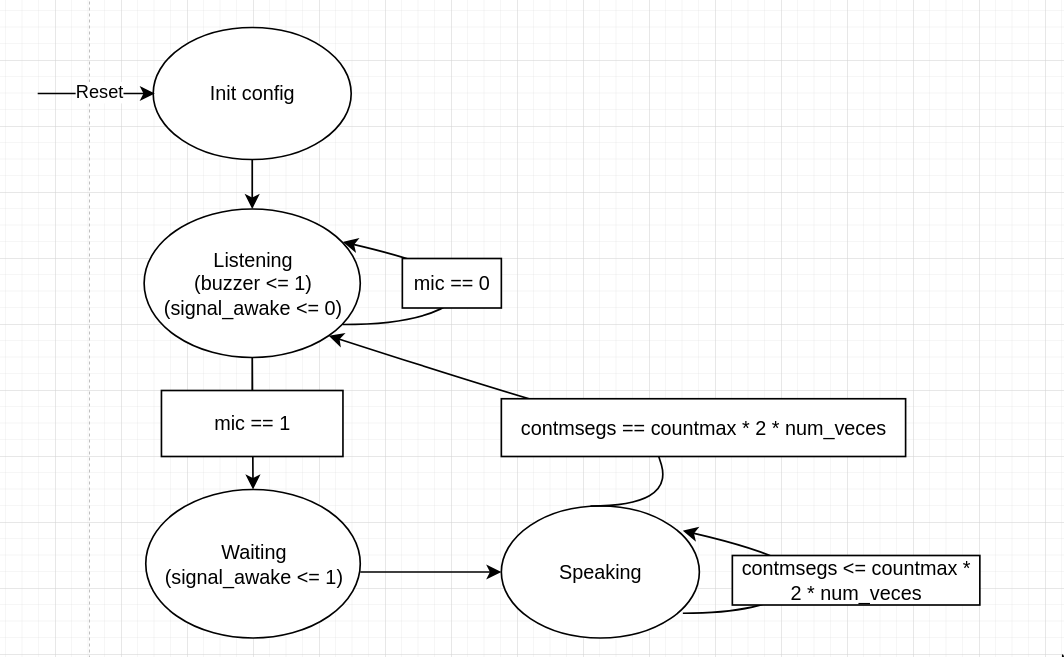 Reset
Init config
Listening
(buzzer <= 1)
(signal_awake <= 0)
mic == 0
mic == 1
contmsegs == countmax * 2 * num_veces
Waiting
(signal_awake <= 1)
Speaking
contmsegs <= countmax *
2 * num_veces